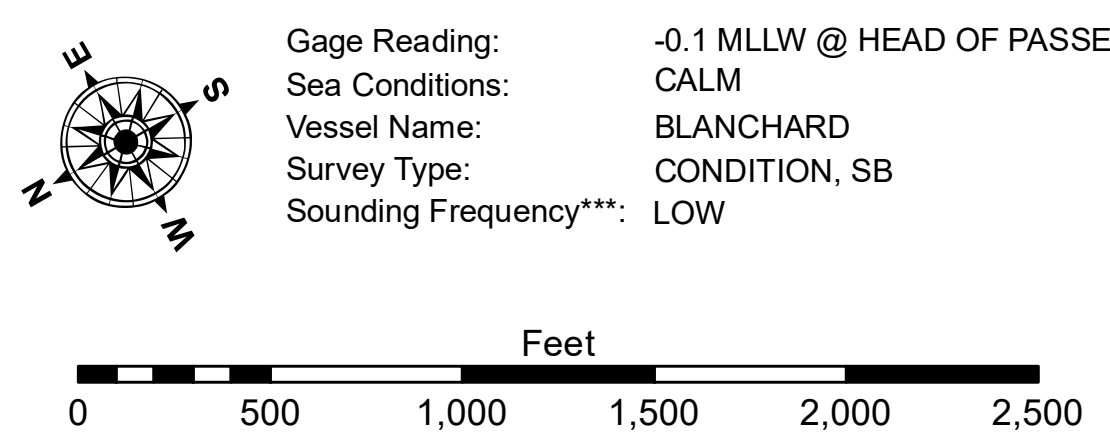 E
S
N
W
Gage Reading: -0.1 MLLW @ HEAD OF PASSE
Sea Conditions: CALM
Vessel Name: BLANCHARD
Survey Type: CONDITION, SB
Sounding Frequency***: LOW
Feet
0 500 1,000 1,500 2,000 2,500